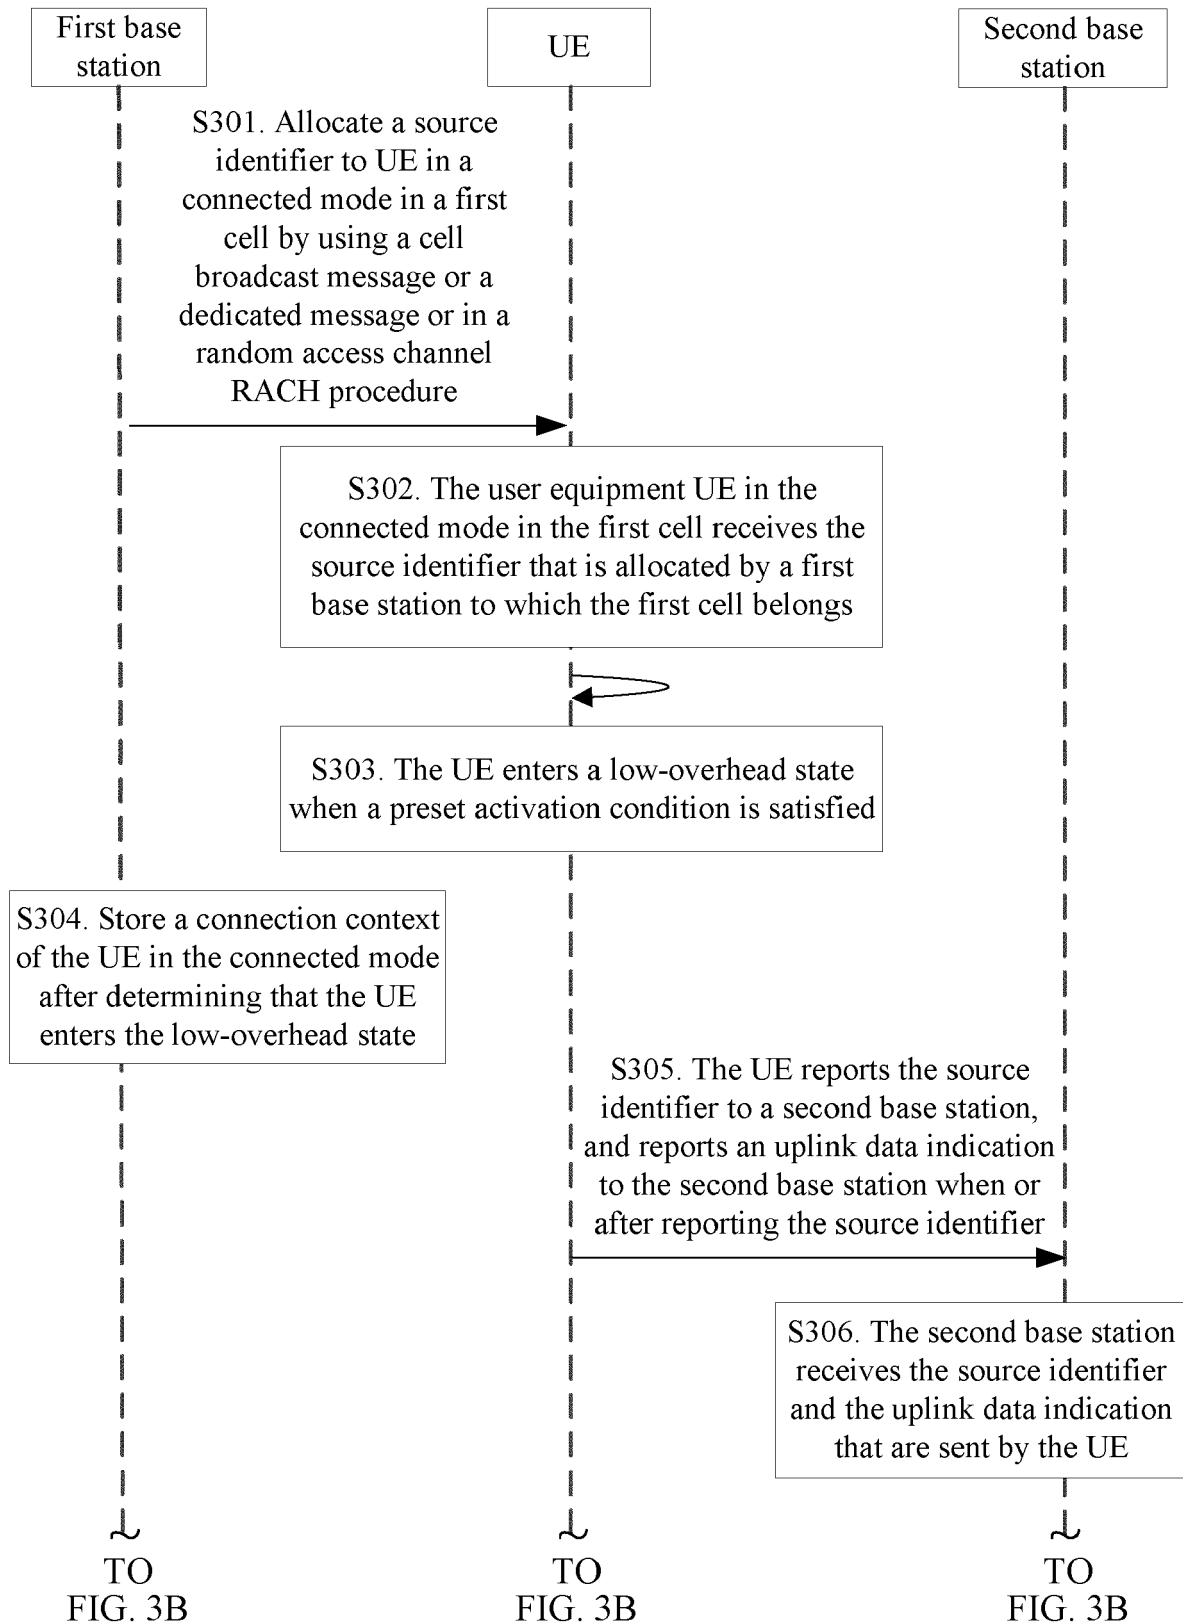 First base
station
UE
Second base
station
S301. Allocate a source
identifier to UE in a
connected mode in a first
cell by using a cell
broadcast message or a
dedicated message or in a
random access channel
RACH procedure
S302. The user equipment UE in the
connected mode in the first cell receives the
source identifier that is allocated by a first
base station to which the first cell belongs
S303. The UE enters a low-overhead state
when a preset activation condition is satisfied
S304. Store a connection context
of the UE in the connected mode
after determining that the UE
enters the low-overhead state
S305. The UE reports the source
identifier to a second base station,
and reports an uplink data indication
to the second base station when or
after reporting the source identifier
S306. The second base station
receives the source identifier
and the uplink data indication
that are sent by the UE
TO
FIG. 3B
TO
FIG. 3B
TO
FIG. 3B